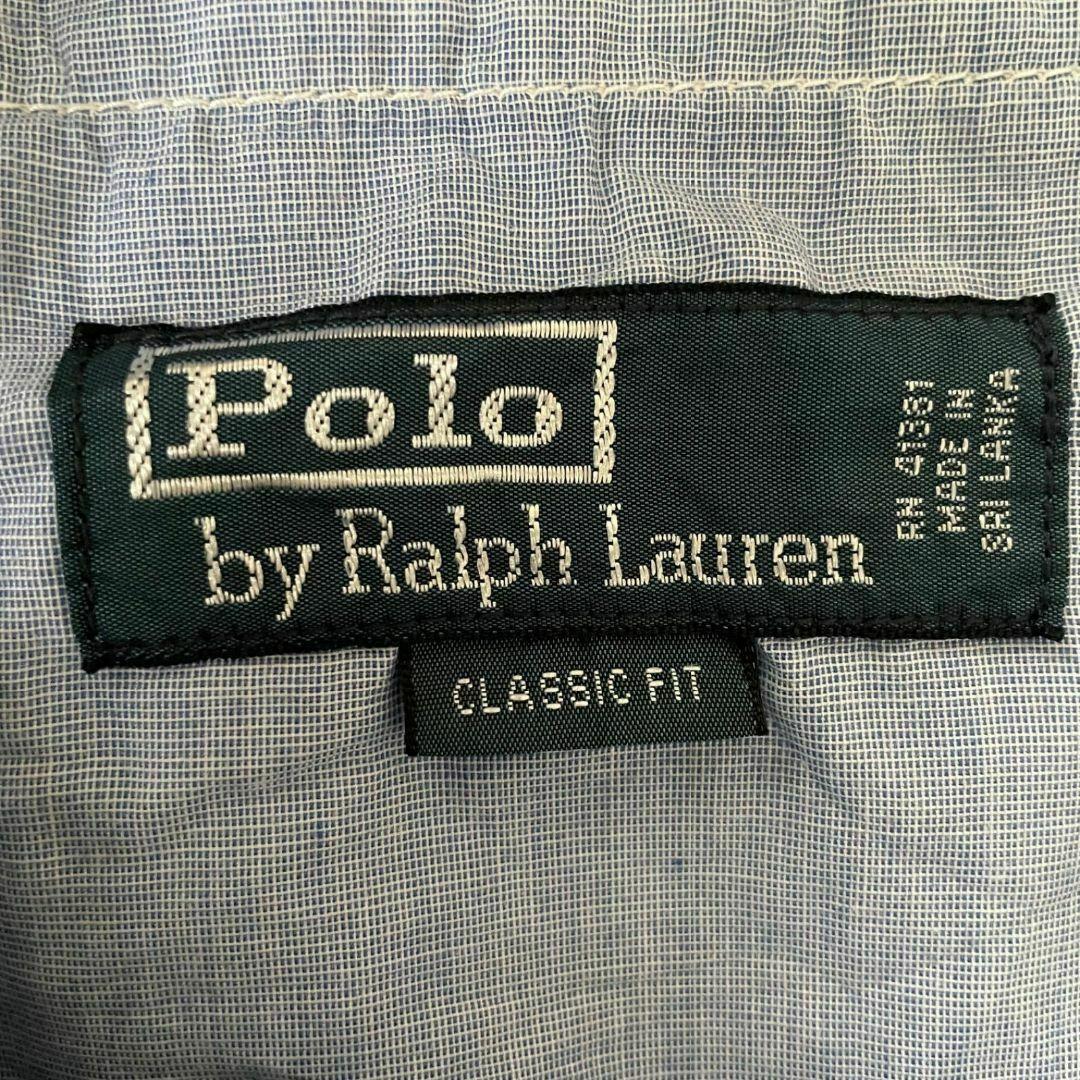 Polo
by Ralph Lauren
RN 41381
MADE IN
SRI LANKA
CLASSIC FIT